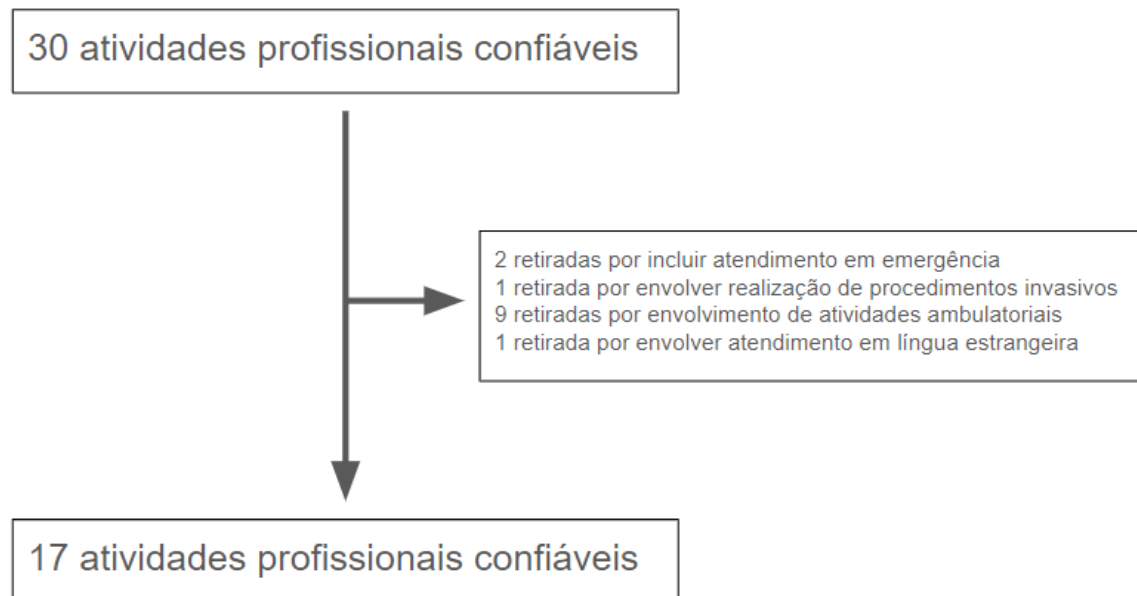 30 atividades profissionais confiáveis
2 retiradas por incluir atendimento em emergência
1 retirada por envolver realização de procedimentos invasivos
9 retiradas por envolvimento de atividades ambulatoriais
1 retirada por envolver atendimento em língua estrangeira
17 atividades profissionais confiáveis